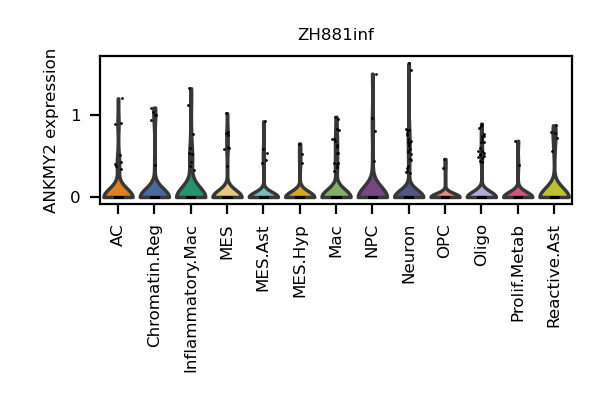 ZH881inf
ANKMY2 expression
1
0
AC
Chromatin.Reg
Inflammatory.Mac
MES
MES.Ast
MES.Hyp
Mac
NPC
Neuron
OPC
Oligo
Prolif.Metab
Reactive.Ast